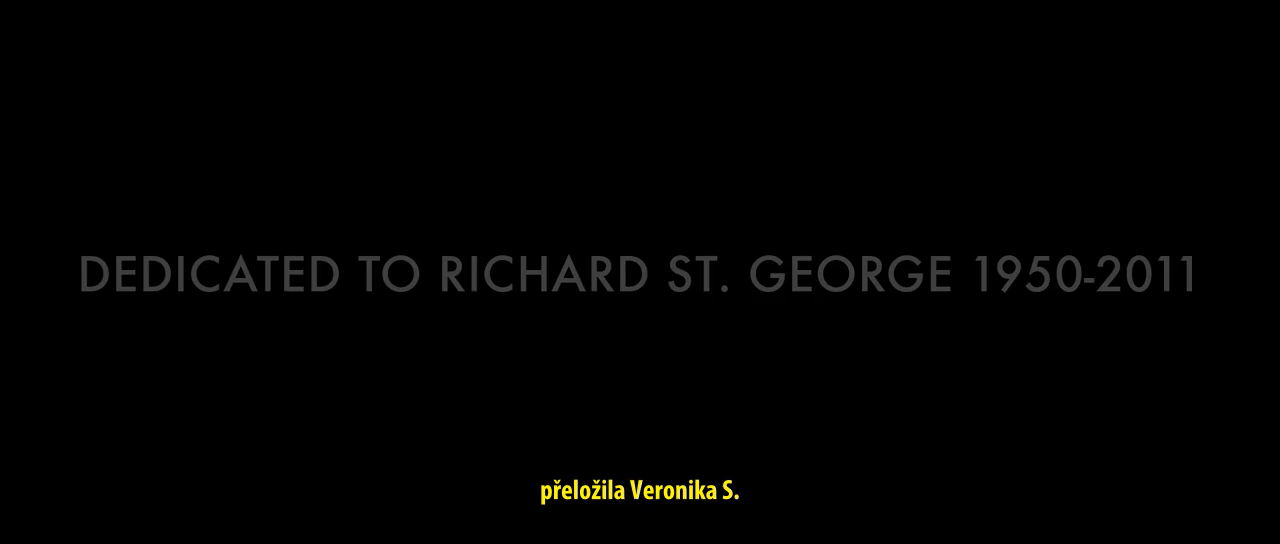 DEDICATED TO RICHARD ST. GEORGE 1950-2011
přeložila Veronika S.